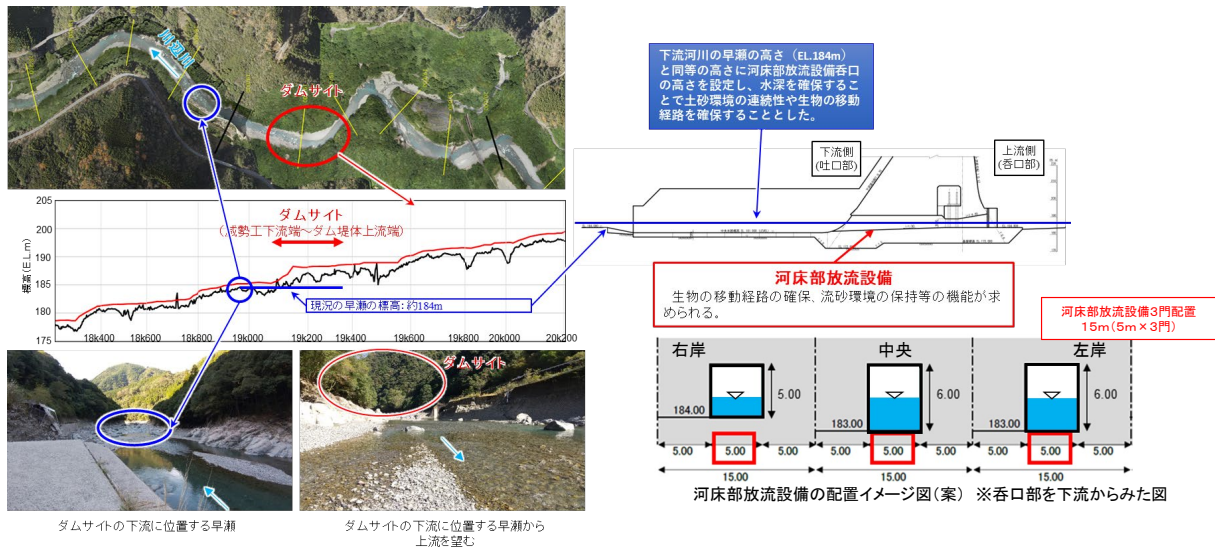 川辺川
ダムサイト
205
200
195
190
185
180
175
標高(E.L.m)
ダムサイト
(減勢工下流端～ダム堤体上流端)
現況の早瀬の標高：約184m
18k400
18k600
18k800
19k000
19k200
19k400
19k600
19k800
20k000
20k200
ダムサイト
ダムサイトの下流に位置する早瀬
ダムサイトの下流に位置する早瀬から
上流を望む
下流河川の早瀬の高さ（EL.184m）
と同等の高さに河床部放流設備呑口
の高さを設定し、水深を確保するこ
とで土砂環境の連続性や生物の移動
経路を確保することとした。
下流側
(吐口部)
上流側
(呑口部)
河床部放流設備
生物の移動経路の確保、流砂環境の保持等の機能が求
められる。
河床部放流設備3門配置
15m(5m×3門)
右岸
中央
左岸
5.00
6.00
6.00
184.00
183.00
183.00
5.00 5.00 5.00 5.00 5.00 5.00 5.00 5.00 5.00
15.00 15.00 15.00
河床部放流設備の配置イメージ図(案) ※呑口部を下流からみた図